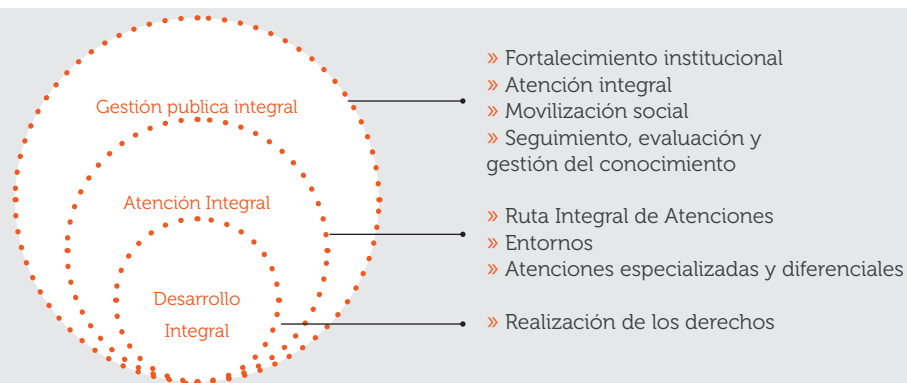 Gestión publica integral
Atención Integral
Desarrollo
Integral
» Fortalecimiento institucional
» Atención integral
» Movilización social
» Seguimiento, evaluación y
gestión del conocimiento
» Ruta Integral de Atenciones
» Entornos
» Atenciones especializadas y diferenciales
» Realización de los derechos